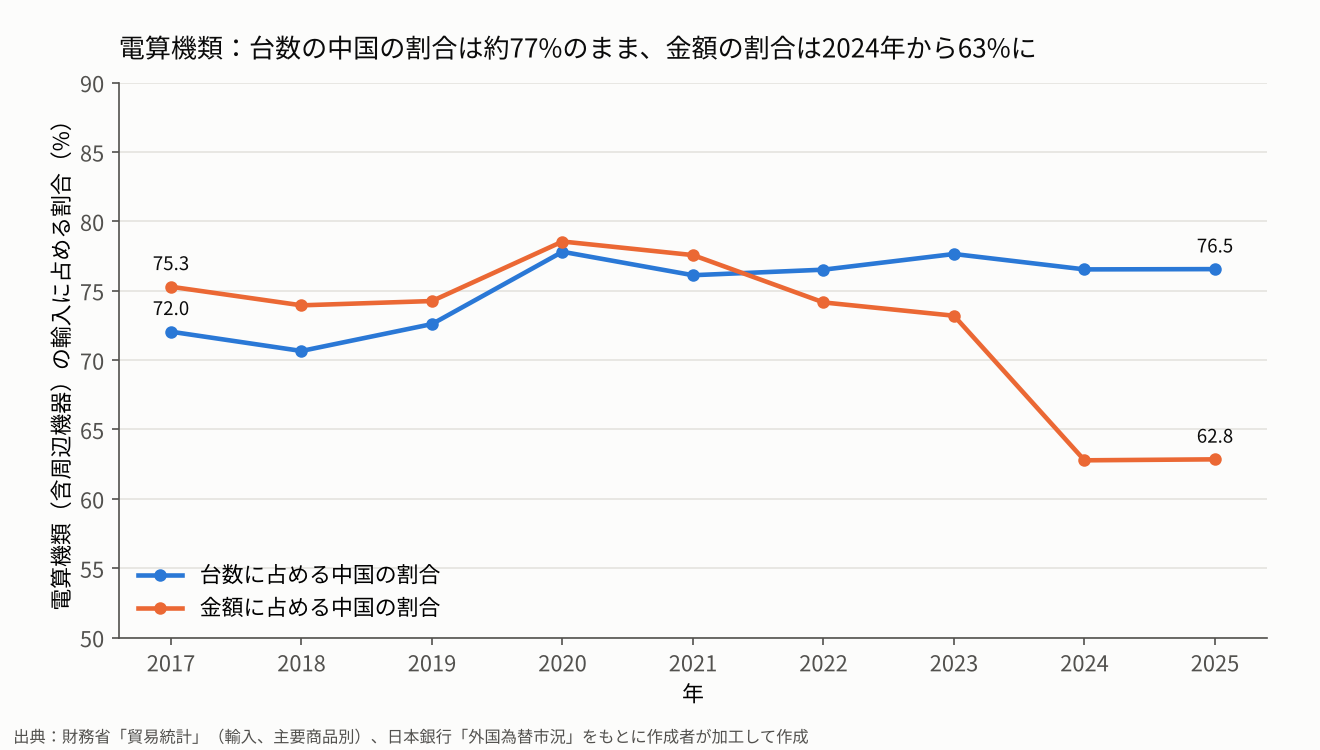 電算機類：台数の中国の割合は約77%のまま、金額の割合は2024年から63%に
電算機類（含周辺機器）の輸入に占める割合（%）
90
85
80
75
70
65
60
55
50
75.3
72.0
76.5
62.8
台数に占める中国の割合
金額に占める中国の割合
2017 2018 2019 2020 2021 2022 2023 2024 2025
年
出典：財務省「貿易統計」（輸入、主要商品別）、日本銀行「外国為替市況」をもとに作成者が加工して作成